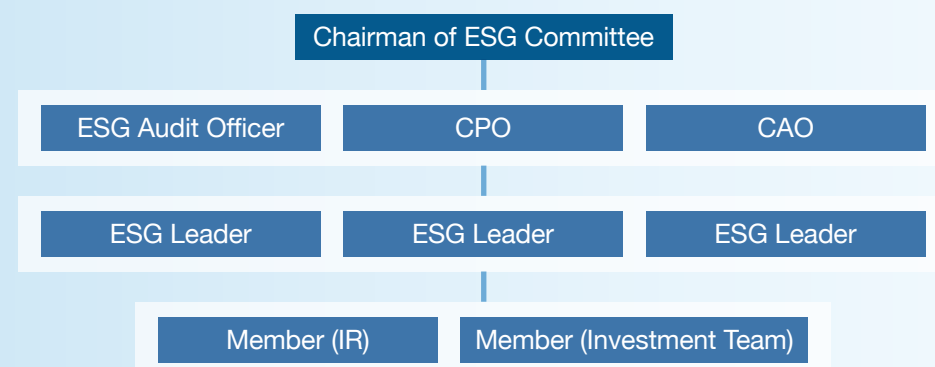 Chairman of ESG Committee
ESG Audit Officer
CPO
CAO
ESG Leader
ESG Leader
ESG Leader
Member (IR)
Member (Investment Team)